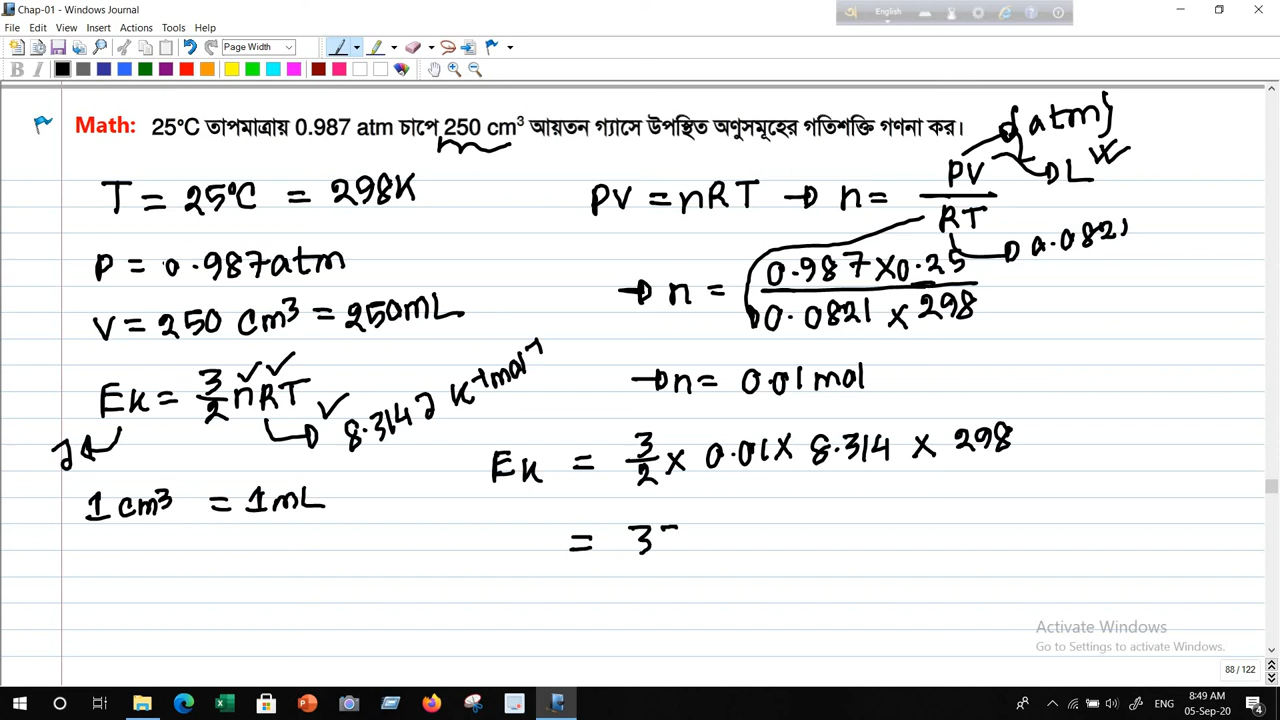 Chap-01 - Windows Journal
English
File Edit View Insert Actions Tools Help
Page Width
B I
Math: 25°C তাপমাত্রায় 0.987 atm চাপে 250 cm³ আয়তন গ্যাসে উপস্থিত অণুসমূহের গতিশক্তি গণনা কর।
{atm}
T = 25°C = 298K
PV = nRT → n = PV / RT
L
0.0821
P = 0.987atm
→ n = 0.987 × 0.25 / 0.0821 × 298
V = 250 cm³ = 250mL
Ek = 3/2 nRT
8.314 J K⁻¹mol⁻¹
J
→ n = 0.01 mol
Ek = 3/2 × 0.01 × 8.314 × 298
1 cm³ = 1mL
= 3
Activate Windows
Go to Settings to activate Windows.
88 / 122
ENG
8:49 AM
05-Sep-20
4